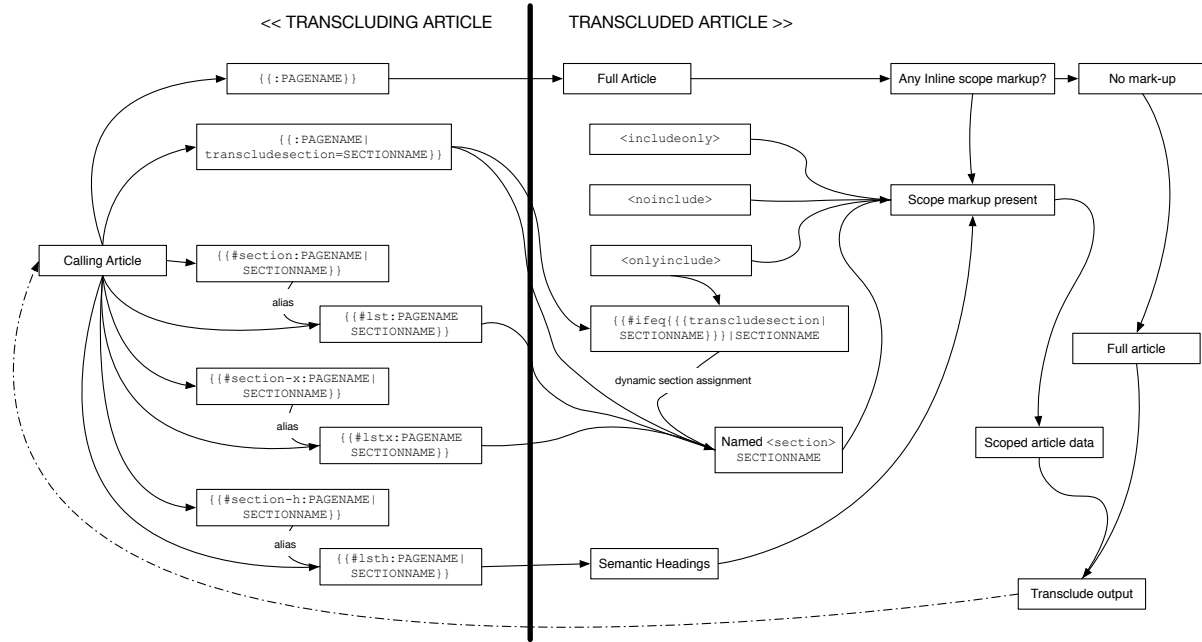 << TRANSCLUDING ARTICLE
TRANSCLUDED ARTICLE >>
{{:PAGENAME}}
Full Article
Any Inline scope markup?
No mark-up
{{:PAGENAME|
transcludesection=SECTIONNAME}}
<includeonly>
<noinclude>
Scope markup present
Calling Article
{{#section:PAGENAME|
SECTIONNAME}}
<onlyinclude>
alias
{{#lst:PAGENAME
SECTIONNAME}}
{{#ifeq{{{transcludesection|
SECTIONNAME}}}|SECTIONNAME
Full article
{{#section-x:PAGENAME|
SECTIONNAME}}
dynamic section assignment
alias
{{#lstx:PAGENAME
SECTIONNAME}}
Named <section>
SECTIONNAME
Scoped article data
{{#section-h:PAGENAME|
SECTIONNAME}}
alias
{{#lsth:PAGENAME|
SECTIONNAME}}
Semantic Headings
Transclude output